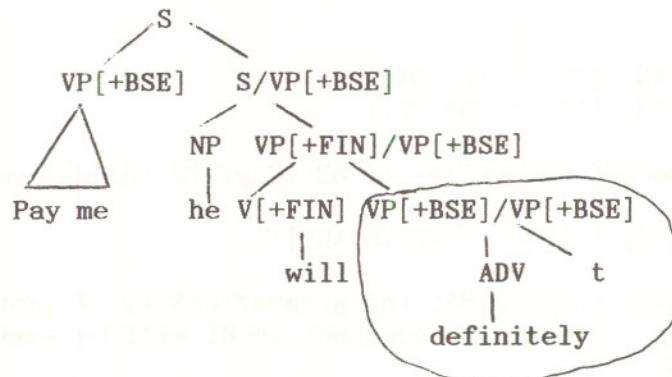 S
VP[+BSE] S/VP[+BSE]
NP VP[+FIN]/VP[+BSE]
Pay me he V[+FIN] VP[+BSE]/VP[+BSE]
will ADV t
definitely